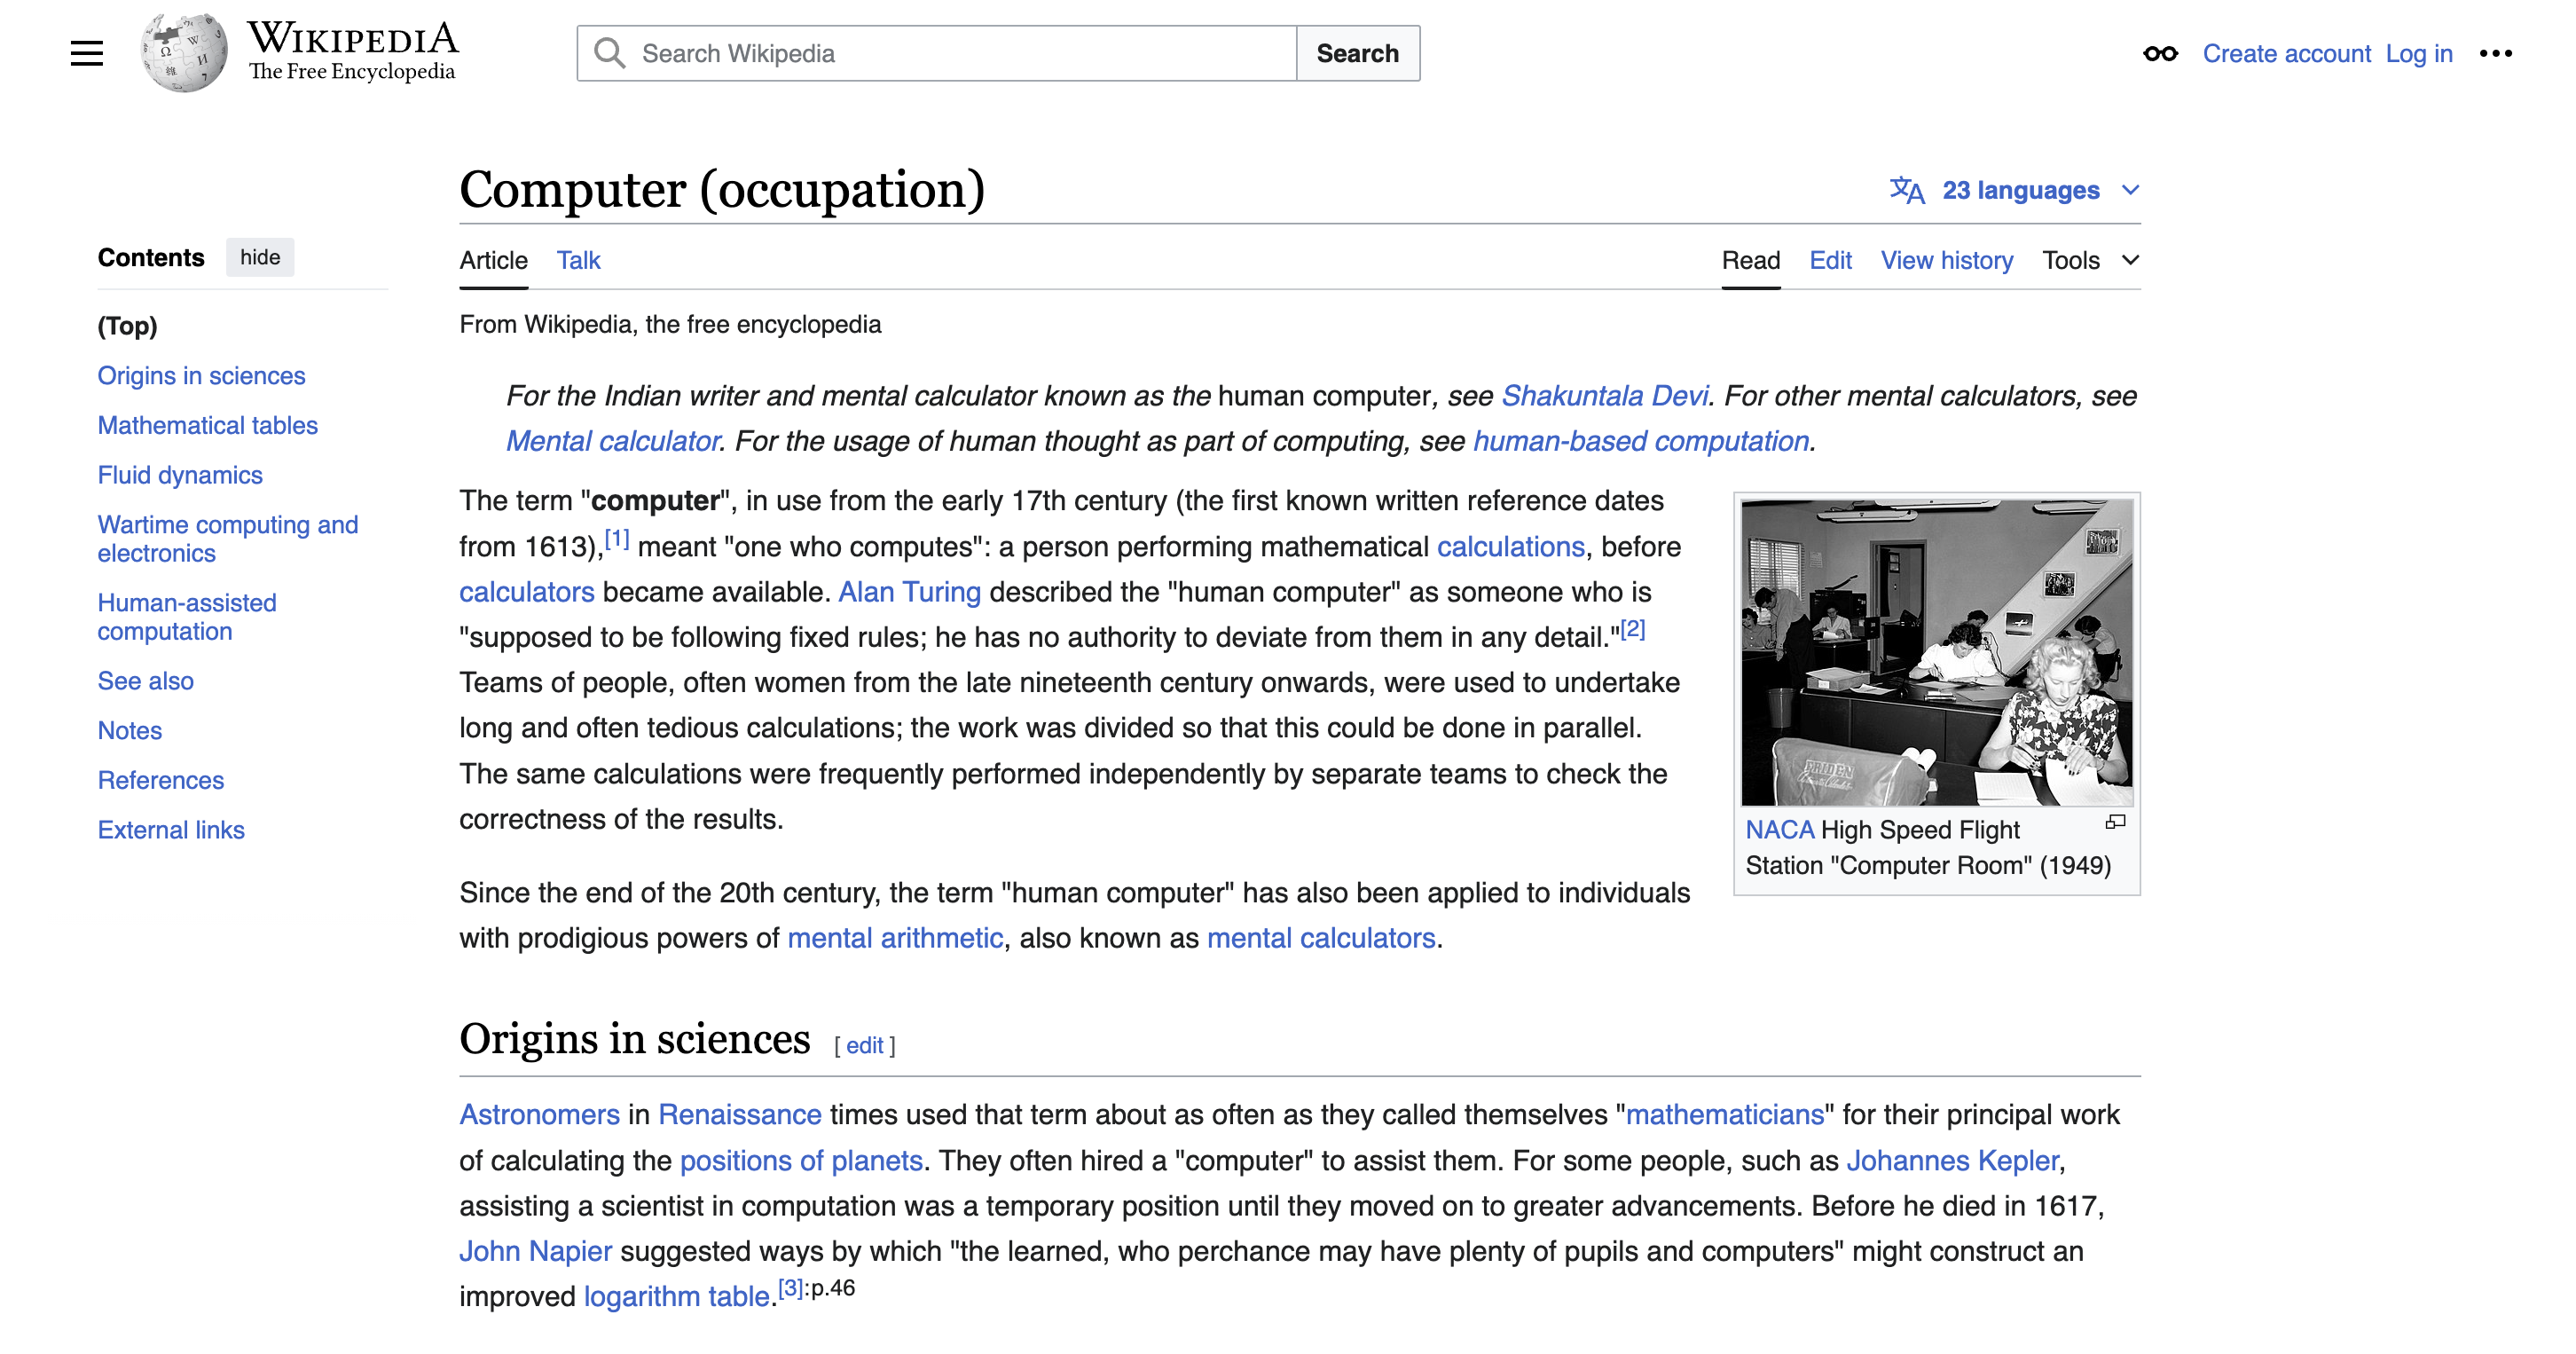 WIKIPEDIA
The Free Encyclopedia
Search Wikipedia
Search
Create account Log in
Computer (occupation)
23 languages
Contents hide
Article Talk
Read Edit View history Tools
(Top)
Origins in sciences
Mathematical tables
Fluid dynamics
Wartime computing and
electronics
Human-assisted
computation
See also
Notes
References
External links
From Wikipedia, the free encyclopedia
For the Indian writer and mental calculator known as the human computer, see Shakuntala Devi. For other mental calculators, see
Mental calculator. For the usage of human thought as part of computing, see human-based computation.
The term "computer", in use from the early 17th century (the first known written reference dates
from 1613),[1] meant "one who computes": a person performing mathematical calculations, before
calculators became available. Alan Turing described the "human computer" as someone who is
"supposed to be following fixed rules; he has no authority to deviate from them in any detail."[2]
Teams of people, often women from the late nineteenth century onwards, were used to undertake
long and often tedious calculations; the work was divided so that this could be done in parallel.
The same calculations were frequently performed independently by separate teams to check the
correctness of the results.
FRIDEN
NACA High Speed Flight
Station "Computer Room" (1949)
Since the end of the 20th century, the term "human computer" has also been applied to individuals
with prodigious powers of mental arithmetic, also known as mental calculators.
Origins in sciences [ edit ]
Astronomers in Renaissance times used that term about as often as they called themselves "mathematicians" for their principal work
of calculating the positions of planets. They often hired a "computer" to assist them. For some people, such as Johannes Kepler,
assisting a scientist in computation was a temporary position until they moved on to greater advancements. Before he died in 1617,
John Napier suggested ways by which "the learned, who perchance may have plenty of pupils and computers" might construct an
improved logarithm table.[3]:p.46